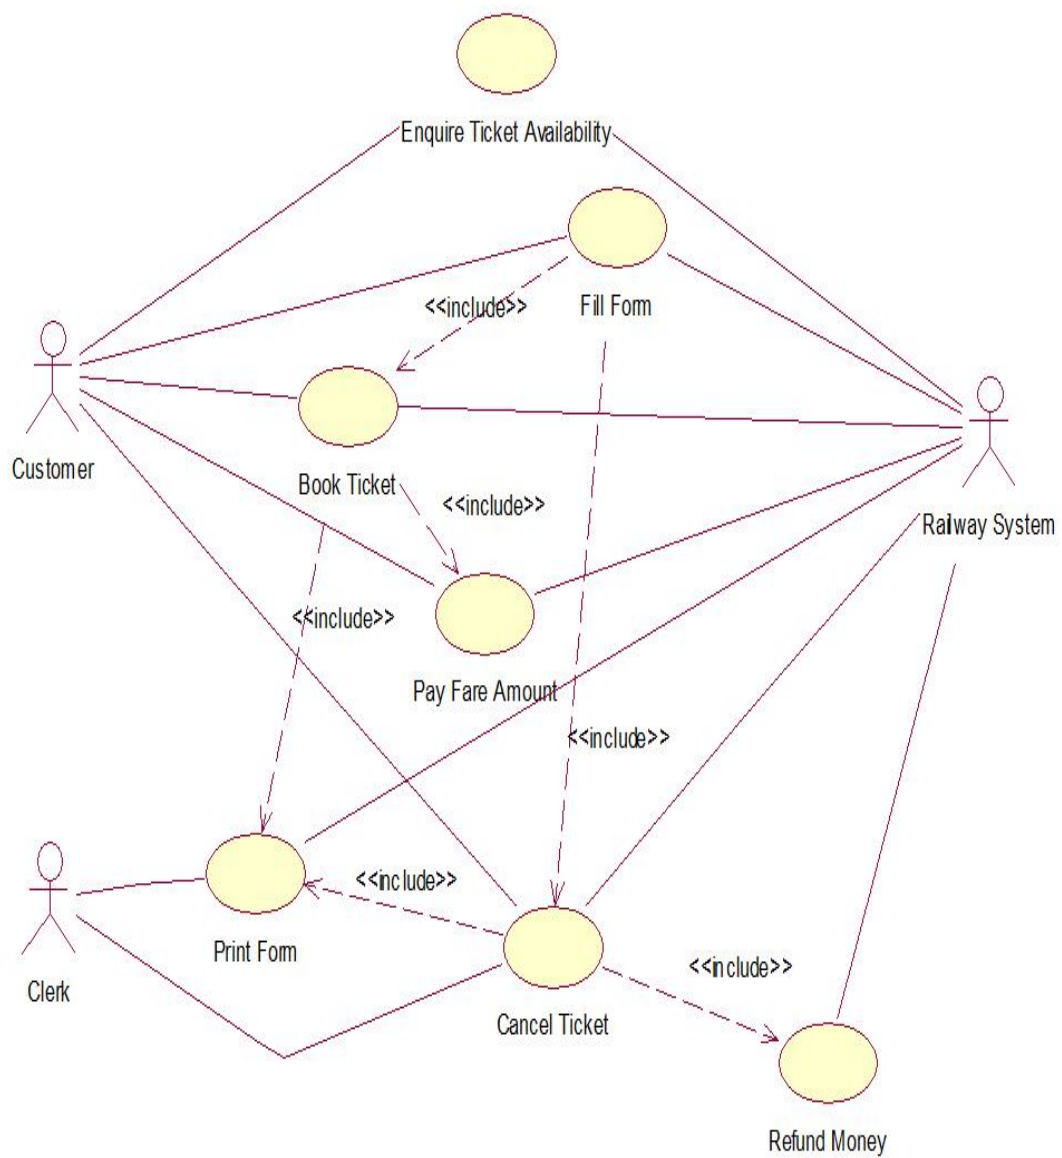 Enquire Ticket Availability
<<include>>
Fill Form
Customer
Book Ticket
<<include>>
Railway System
<<include>>
Pay Fare Amount
<<include>>
<<include>>
Print Form
<<include>>
Clerk
Cancel Ticket
Refund Money